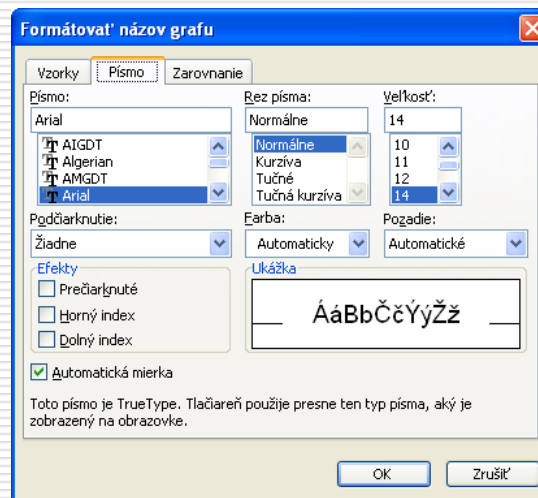 Formátovať názov grafu
Vzorky Písmo Zarovnanie
Písmo: Rez písma: Veľkosť:
Arial Normálne 14
AIGDT Normálne 10
Algerian Kurzíva 11
AMGDT Tučné 12
Arial Tučná kurzíva 14
Podčiarknutie: Farba: Pozadie:
Žiadne Automaticky Automatické
Efekty Ukážka
Prečiarknuté
Horný index
Dolný index
ÁáBbČčÝýŽž
Automatická mierka
Toto písmo je TrueType. Tlačiareň použije presne ten typ písma, aký je
zobrazený na obrazovke.
OK Zrušiť